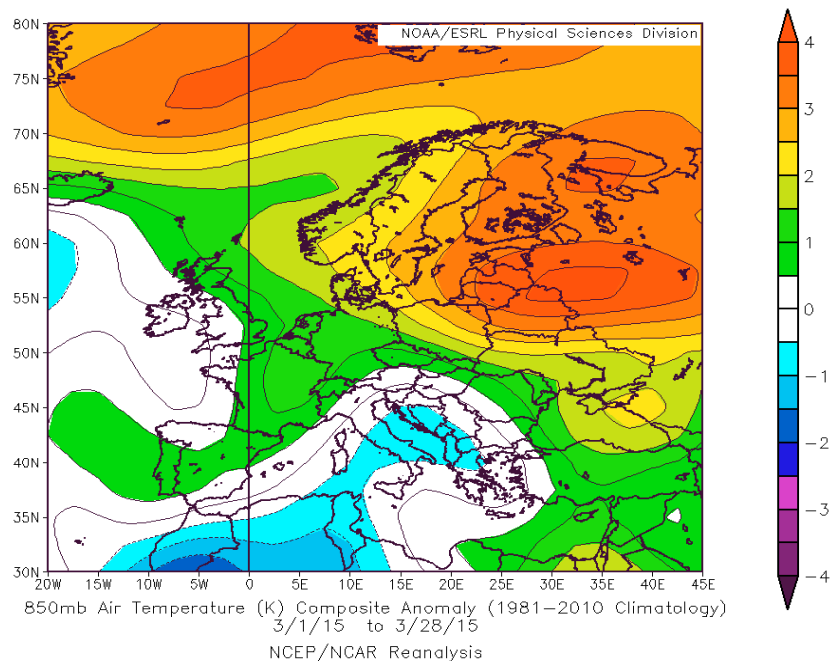 NOAA/ESRL Physical Sciences Division
80N
75N
70N
65N
60N
55N
50N
45N
40N
35N
30N
20W 15W 10W 5W 0 5E 10E 15E 20E 25E 30E 35E 40E 45E
4
3
2
1
0
−1
−2
−3
−4
850mb Air Temperature (K) Composite Anomaly (1981−2010 Climatology)
3/1/15 to 3/28/15
NCEP/NCAR Reanalysis